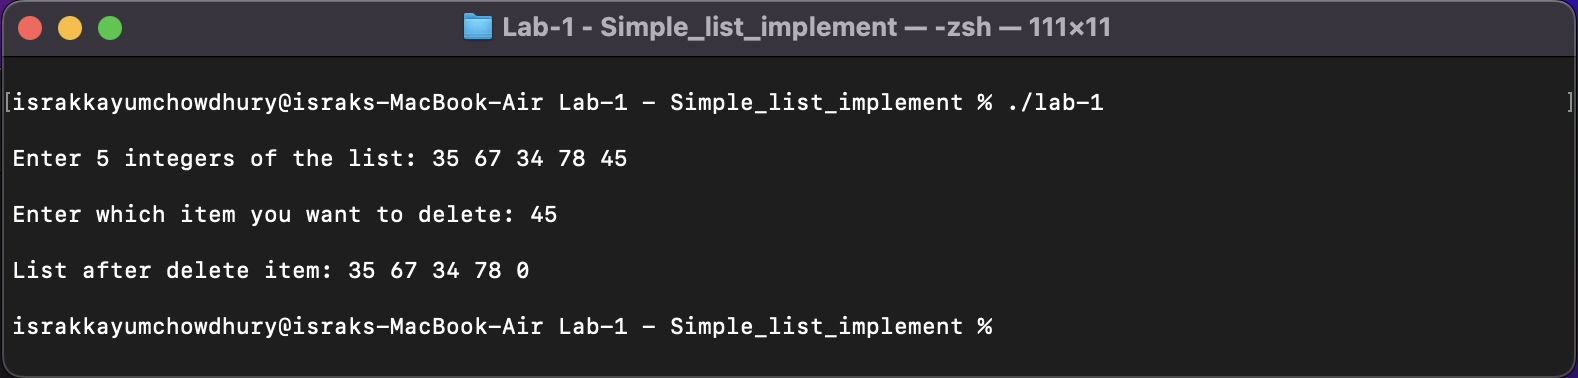 Lab-1 - Simple_list_implement — -zsh — 111×11
[israkkayumchowdhury@israks-MacBook-Air Lab-1 - Simple_list_implement % ./lab-1 ]
Enter 5 integers of the list: 35 67 34 78 45
Enter which item you want to delete: 45
List after delete item: 35 67 34 78 0
israkkayumchowdhury@israks-MacBook-Air Lab-1 - Simple_list_implement %